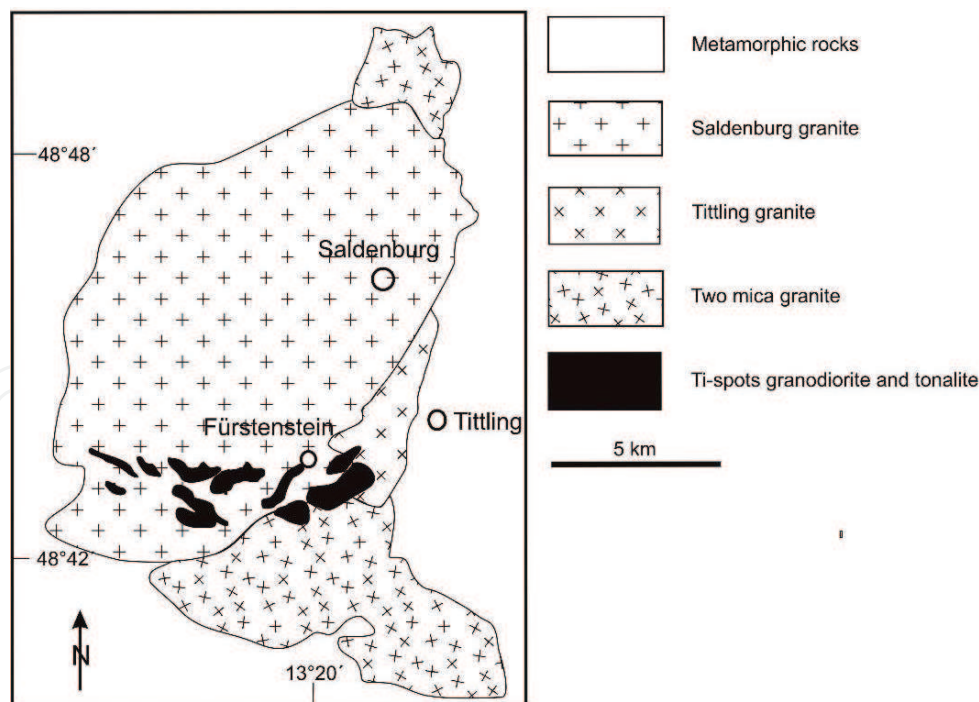 48°48´
Saldenburg
Fürstenstein
Tittling
48°42´
N
13°20´
Metamorphic rocks
Saldenburg granite
Tittling granite
Two mica granite
Ti-spots granodiorite and tonalite
5 km